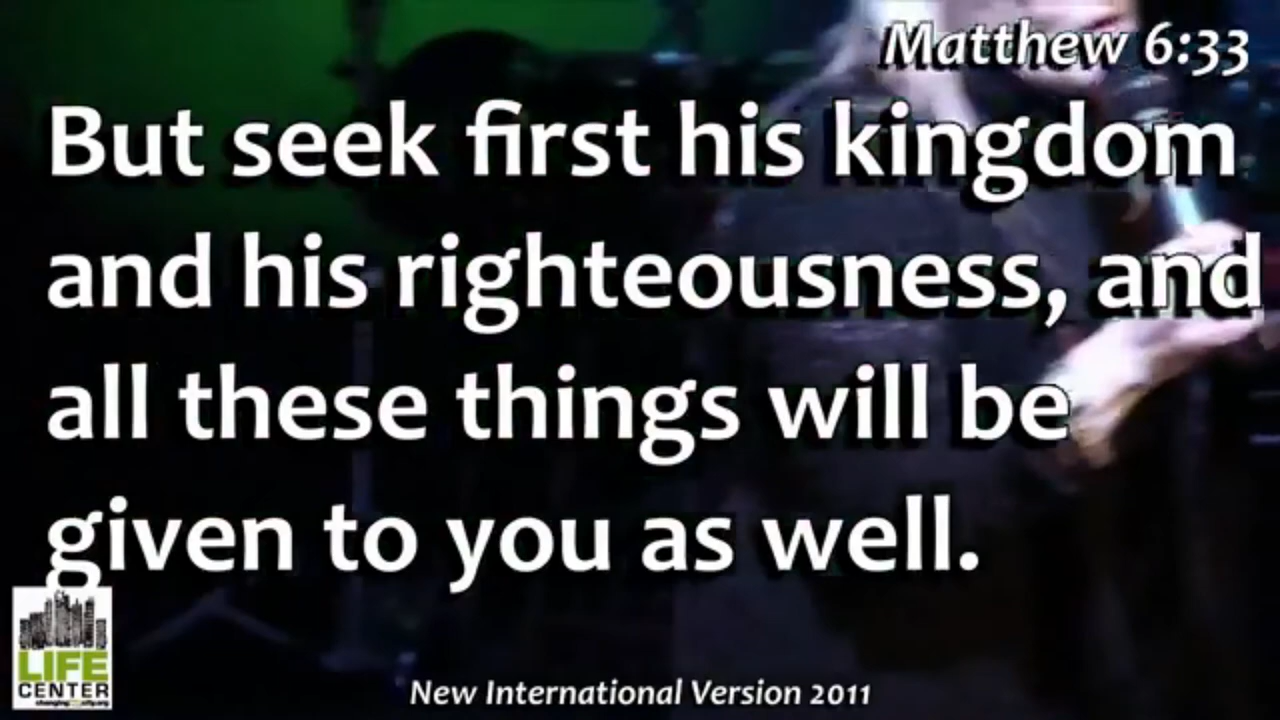 Matthew 6:33
But seek first his kingdom
and his righteousness, and
all these things will be
given to you as well.
LIFE
CENTER
New International Version 2011